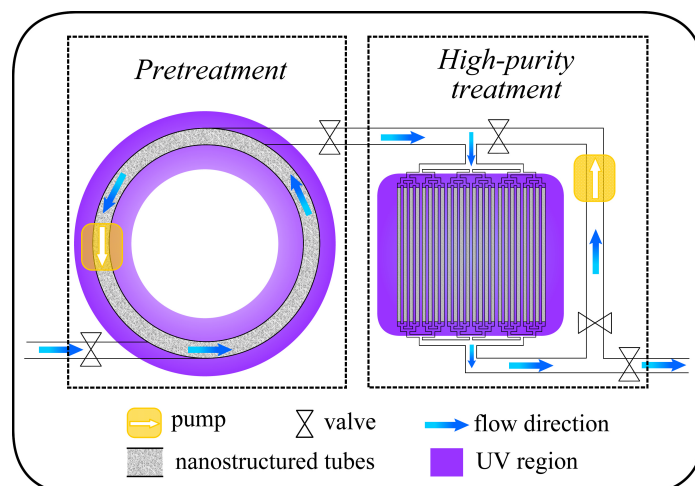 Pretreatment
High-purity
treatment
pump
valve
flow direction
nanostructured tubes
UV region